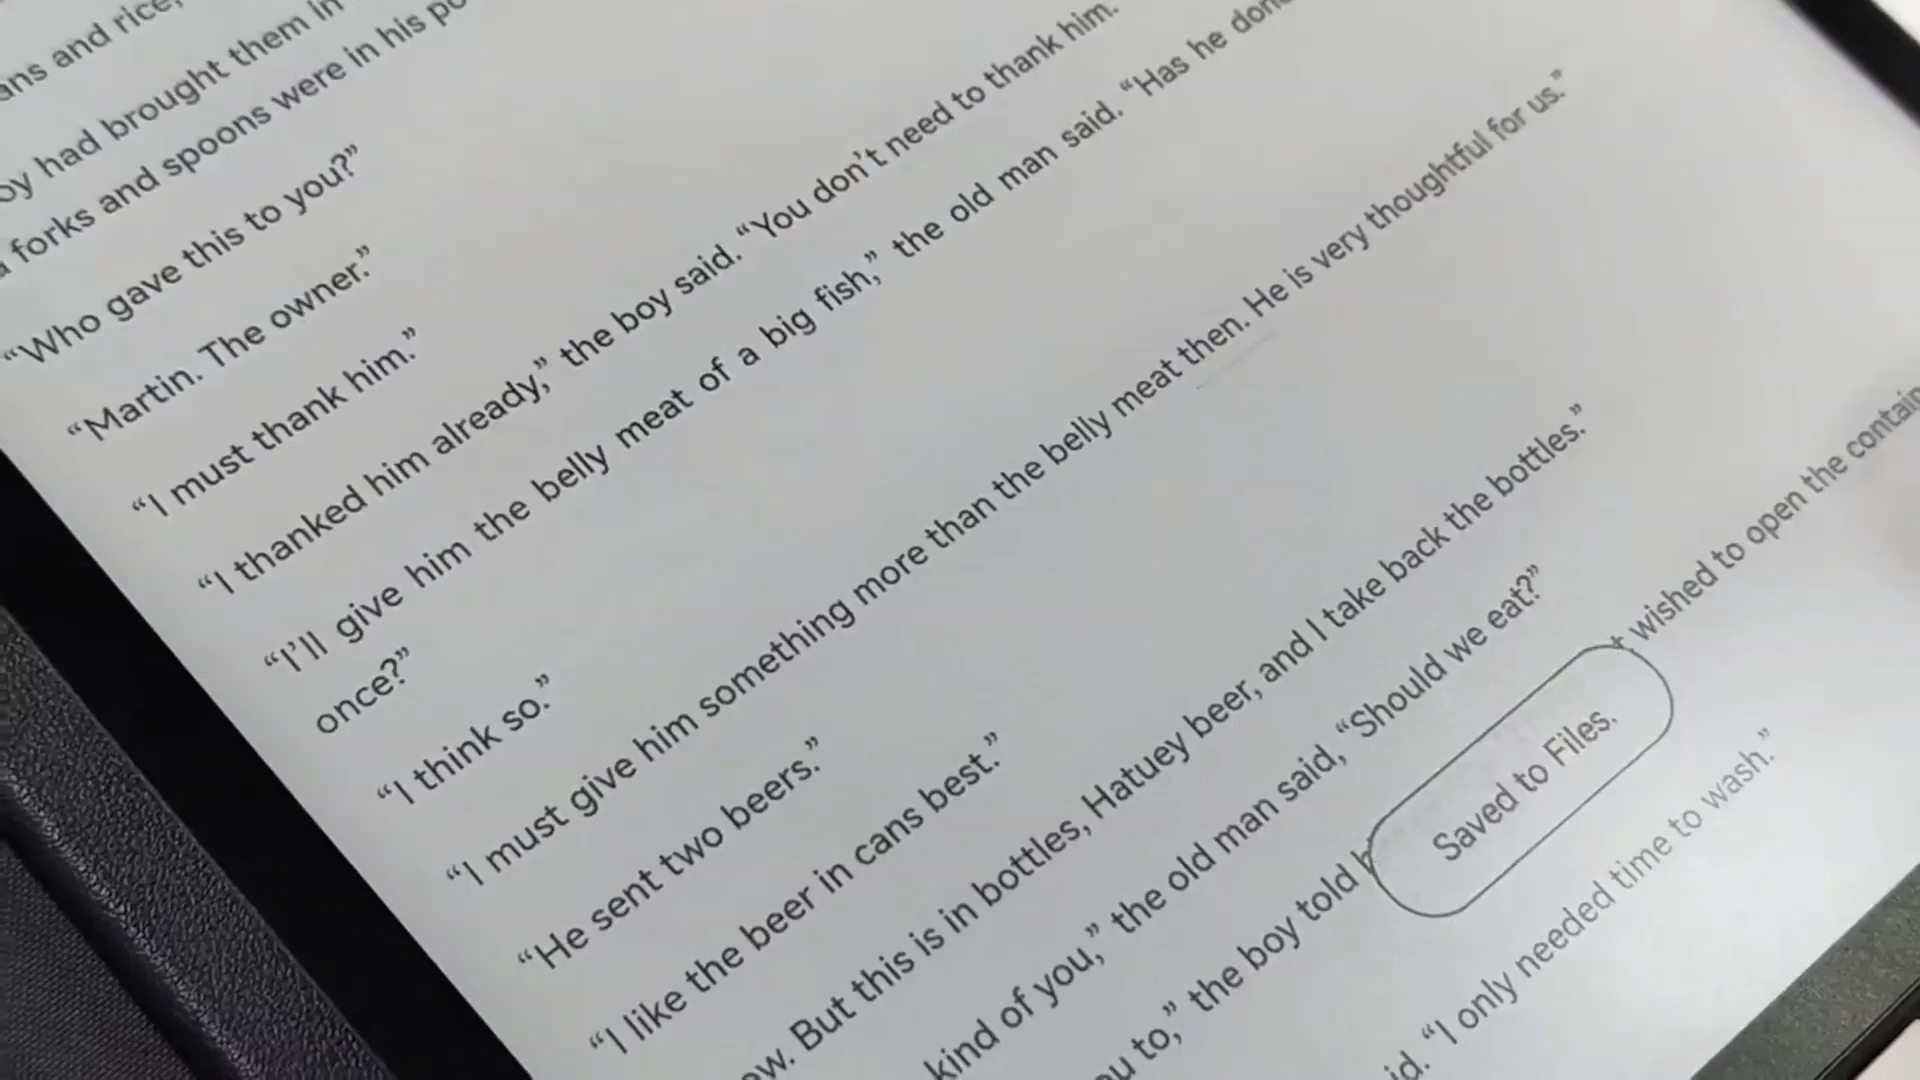 and rice,
had brought them in
forks and spoons were in his
“Who gave this to you?”
“Martin. The owner.”
“I must thank him.”
“I thanked him already,” the boy said. “You don’t need to thank him.
“I’ll give him the belly meat of a big fish,” the old man said. “Has he
once?”
“I think so.”
“I must give him something more than the belly meat then. He is very thoughtful for us.”
“He sent two beers.”
“I like the beer in cans best.”
But this is in bottles, Hatuey beer, and I take back the bottles.”
kind of you,” the old man said, “Should we eat?”
to,” the boy told
wished to open the
Saved to Files.
“I only needed time to wash.”